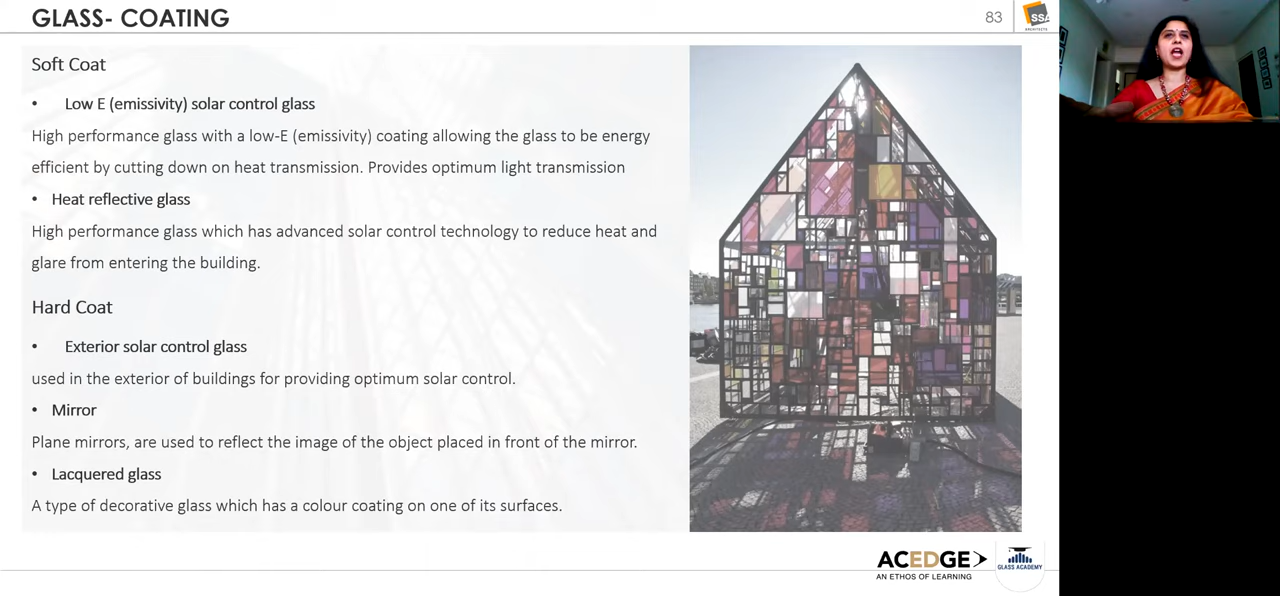 GLASS- COATING
83
SSA
ARCHITECTS
Soft Coat
• Low E (emissivity) solar control glass
High performance glass with a low-E (emissivity) coating allowing the glass to be energy
efficient by cutting down on heat transmission. Provides optimum light transmission
• Heat reflective glass
High performance glass which has advanced solar control technology to reduce heat and
glare from entering the building.
Hard Coat
• Exterior solar control glass
used in the exterior of buildings for providing optimum solar control.
• Mirror
Plane mirrors, are used to reflect the image of the object placed in front of the mirror.
• Lacquered glass
A type of decorative glass which has a colour coating on one of its surfaces.
ACEDGE
AN ETHOS OF LEARNING
GLASS ACADEMY